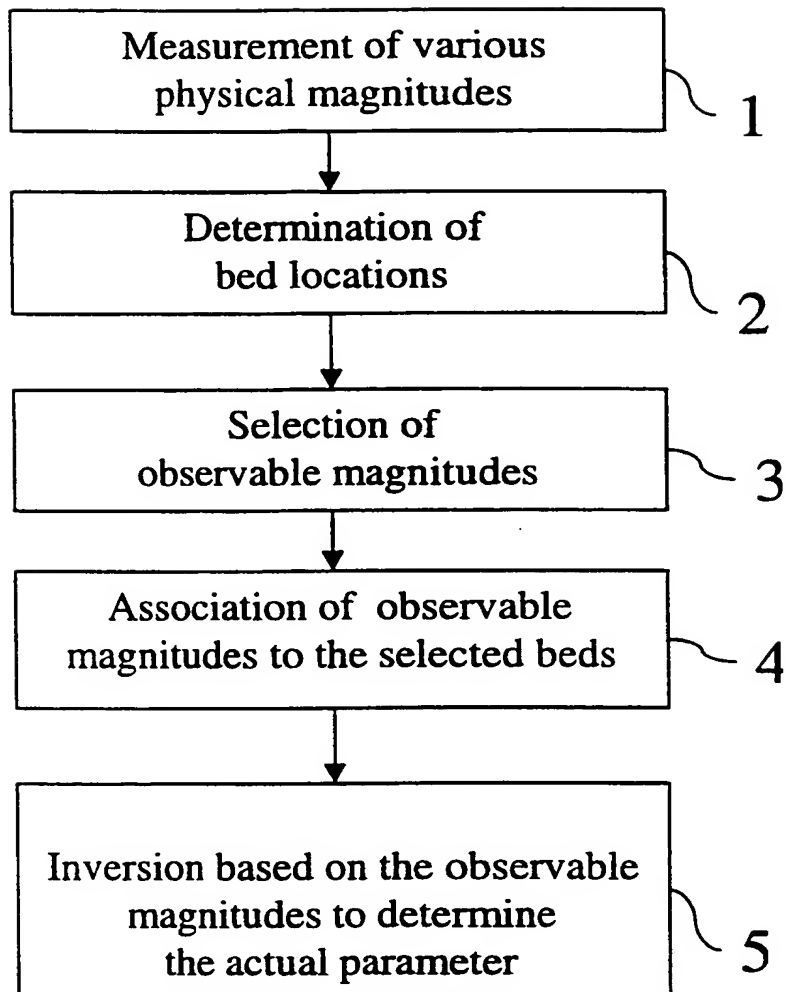 Measurement of various
physical magnitudes
1
Determination of
bed locations
2
Selection of
observable magnitudes
3
Association of observable
magnitudes to the selected beds
4
Inversion based on the observable
magnitudes to determine
the actual parameter
5